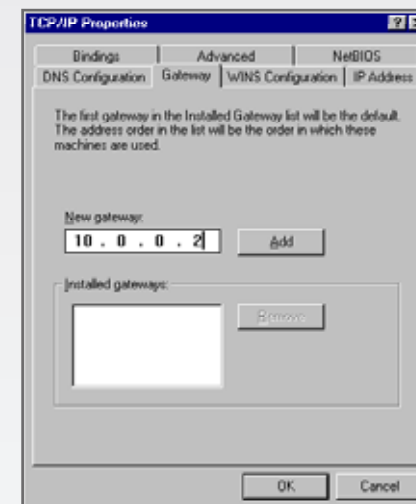 TCP/IP Properties
Bindings Advanced NetBIOS
DNS Configuration Gateway WINS Configuration IP Address
The first gateway in the Installed Gateway list will be the default.
The address order in the list will be the order in which these
machines are used.
New gateway:
10 . 0 . 0 . 2 Add
Installed gateways:
Remove
OK Cancel